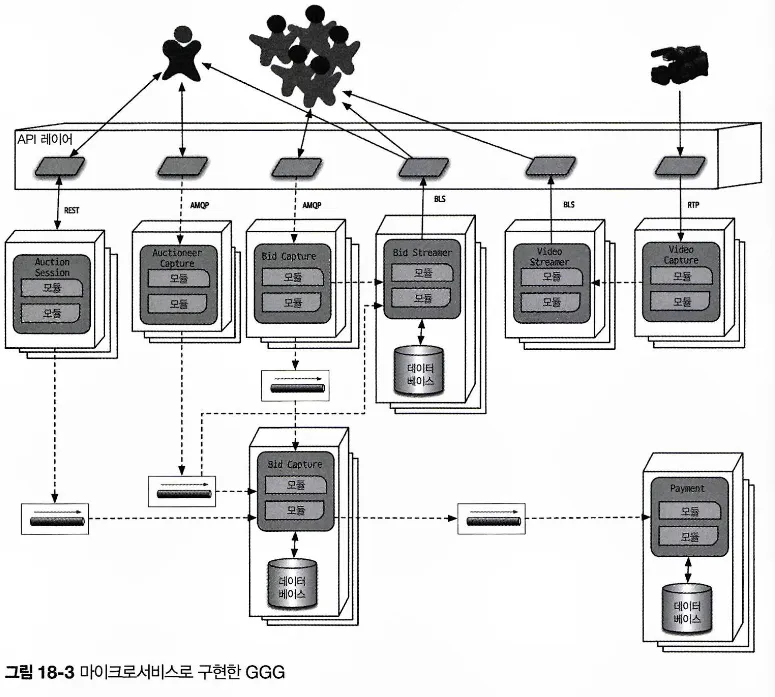 API 레이어
REST
AMQP
AMQP
BLS
BLS
RTP
Auction
Session
모듈
모듈
Auctioneer
Capture
모듈
모듈
Bid Capture
모듈
모듈
Bid Streamer
모듈
모듈
데이터
베이스
Video
Streamer
모듈
모듈
Video
Capture
모듈
모듈
Bid Capture
모듈
모듈
데이터
베이스
Payment
모듈
모듈
데이터
베이스
그림 18-3 마이크로서비스로 구현한 GGG